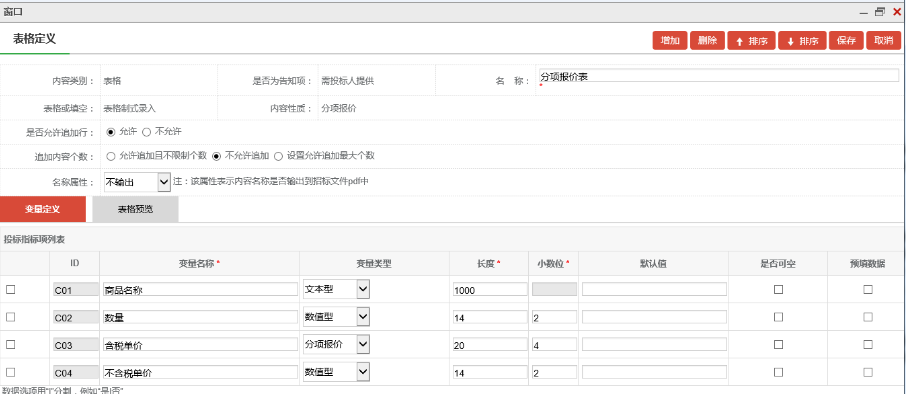 窗口
表格定义 增加 删除 排序 排序 保存 取消
内容类别： 表格 是否为告知项： 需投标人提供 名 称： 分项报价表
*
表格或填空： 表格制式录入 内容性质： 分项报价
是否允许追加行： 允许 不允许
追加内容个数： 允许追加且不限制个数 不允许追加 设置允许追加最大个数
名称属性： 不输出 注：该属性表示内容名称是否输出到招标文件pdf中
变量定义 表格预览
投标指标项列表
ID 变量名称* 变量类型 长度* 小数位* 默认值 是否可空 预填数据
C01 商品名称 文本型 1000
C02 数量 数值型 14 2
C03 含税单价 分项报价 20 4
C04 不含税单价 数值型 14 2
数据选项用"|"分割，例如"是|否"